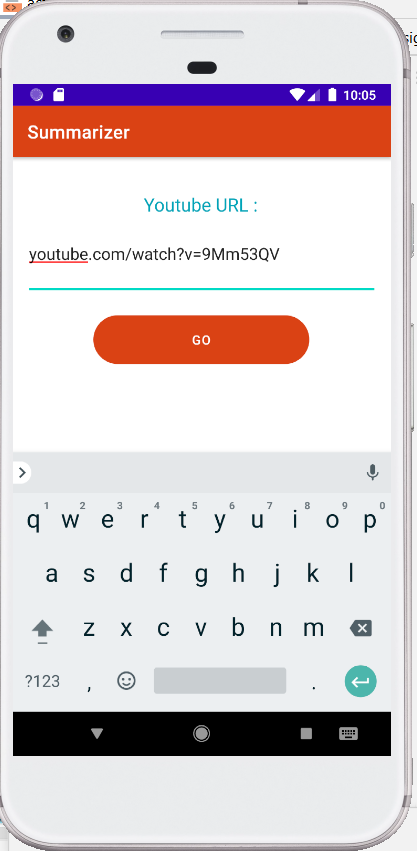 10:05
Summarizer
Youtube URL :
youtube.com/watch?v=9Mm53QV
GO
1 2 3 4 5 6 7 8 9 0
q w e r t y u i o p
a s d f g h j k l
z x c v b n m
?123 , .